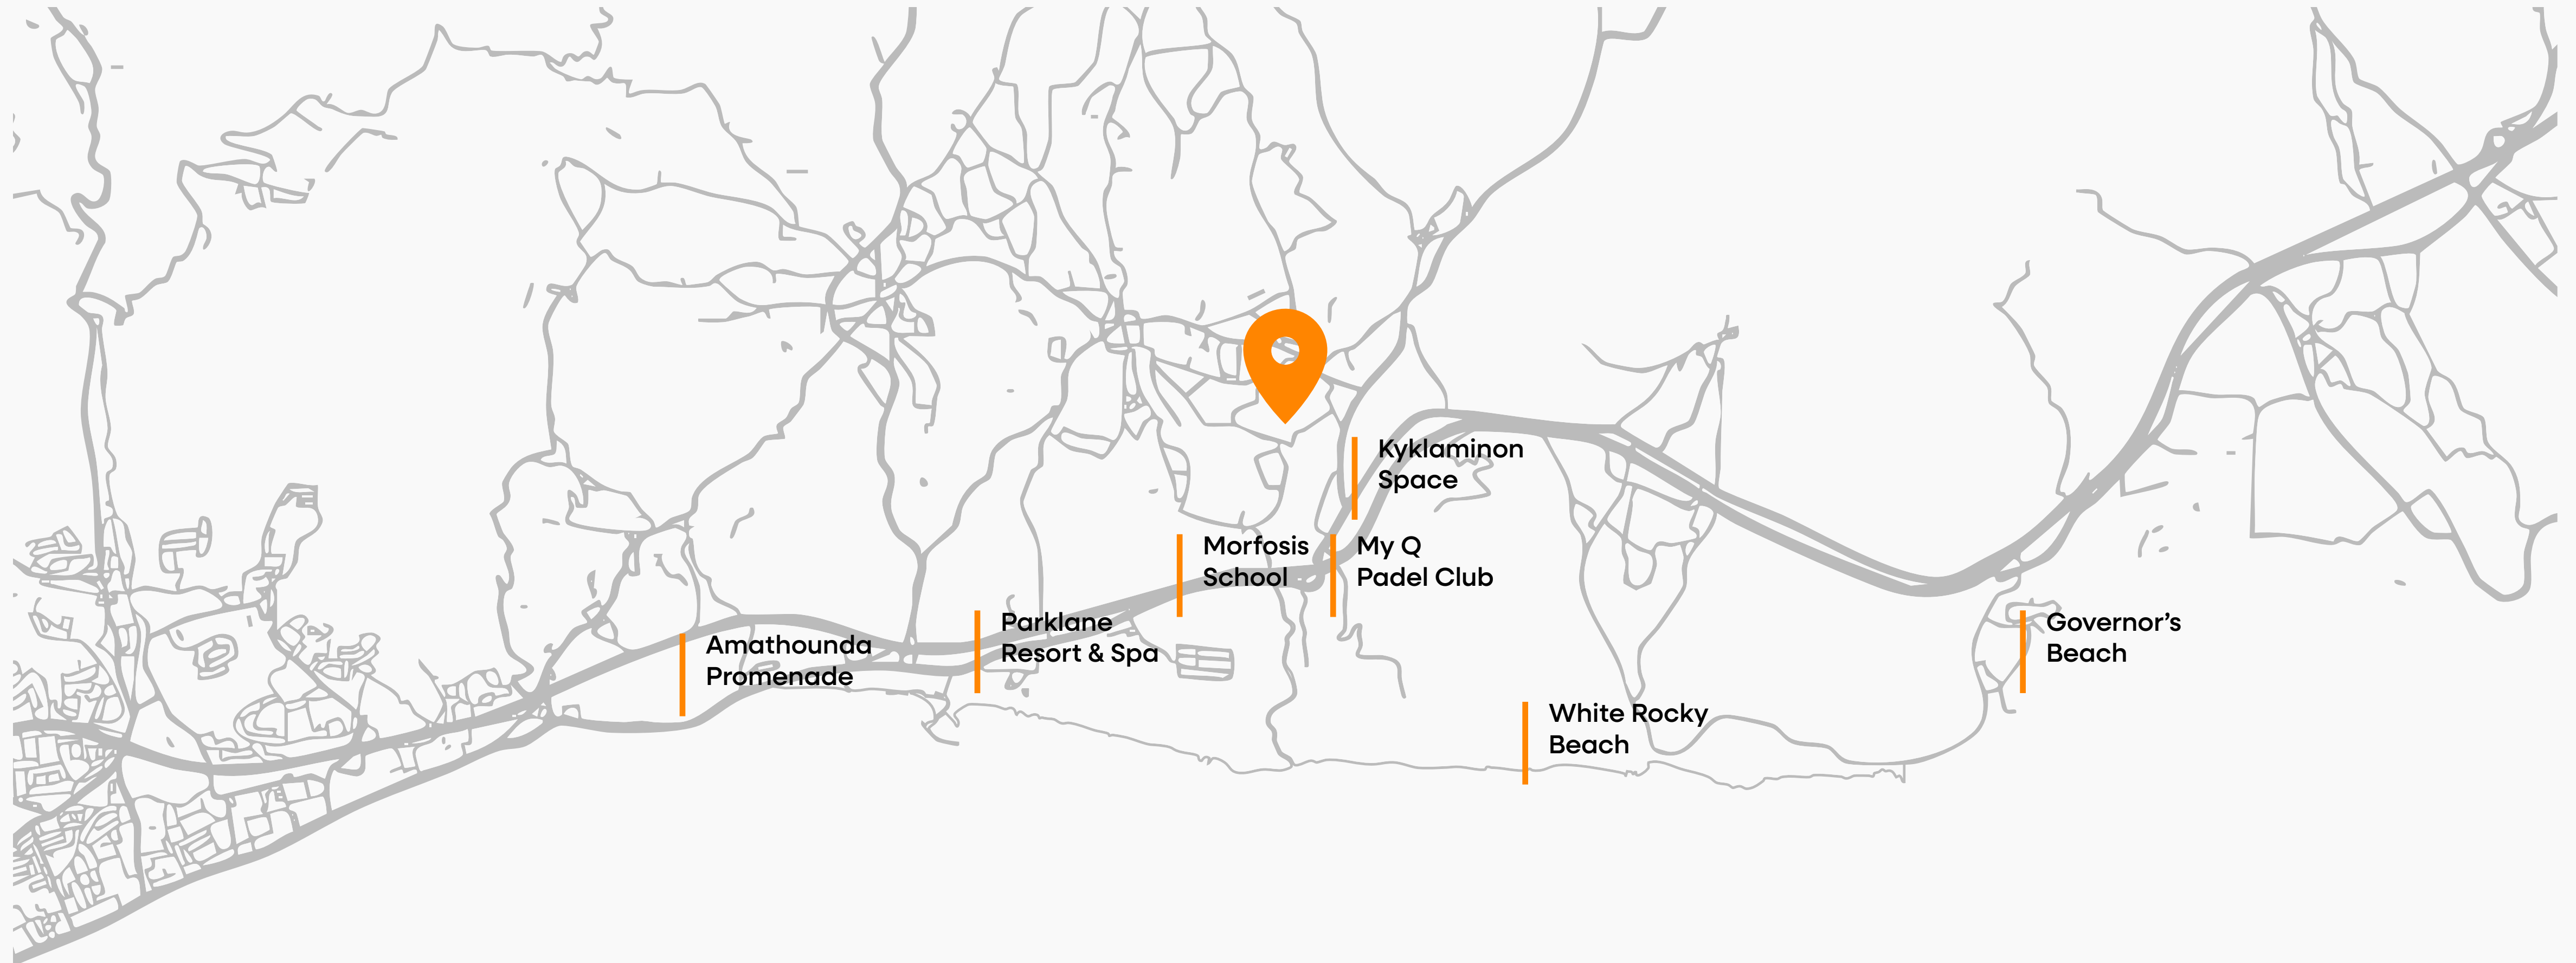 Kyklaminon
Space
Morfosis
School
My Q
Padel Club
Parklane
Resort & Spa
Governor’s
Beach
Amathounda
Promenade
White Rocky
Beach